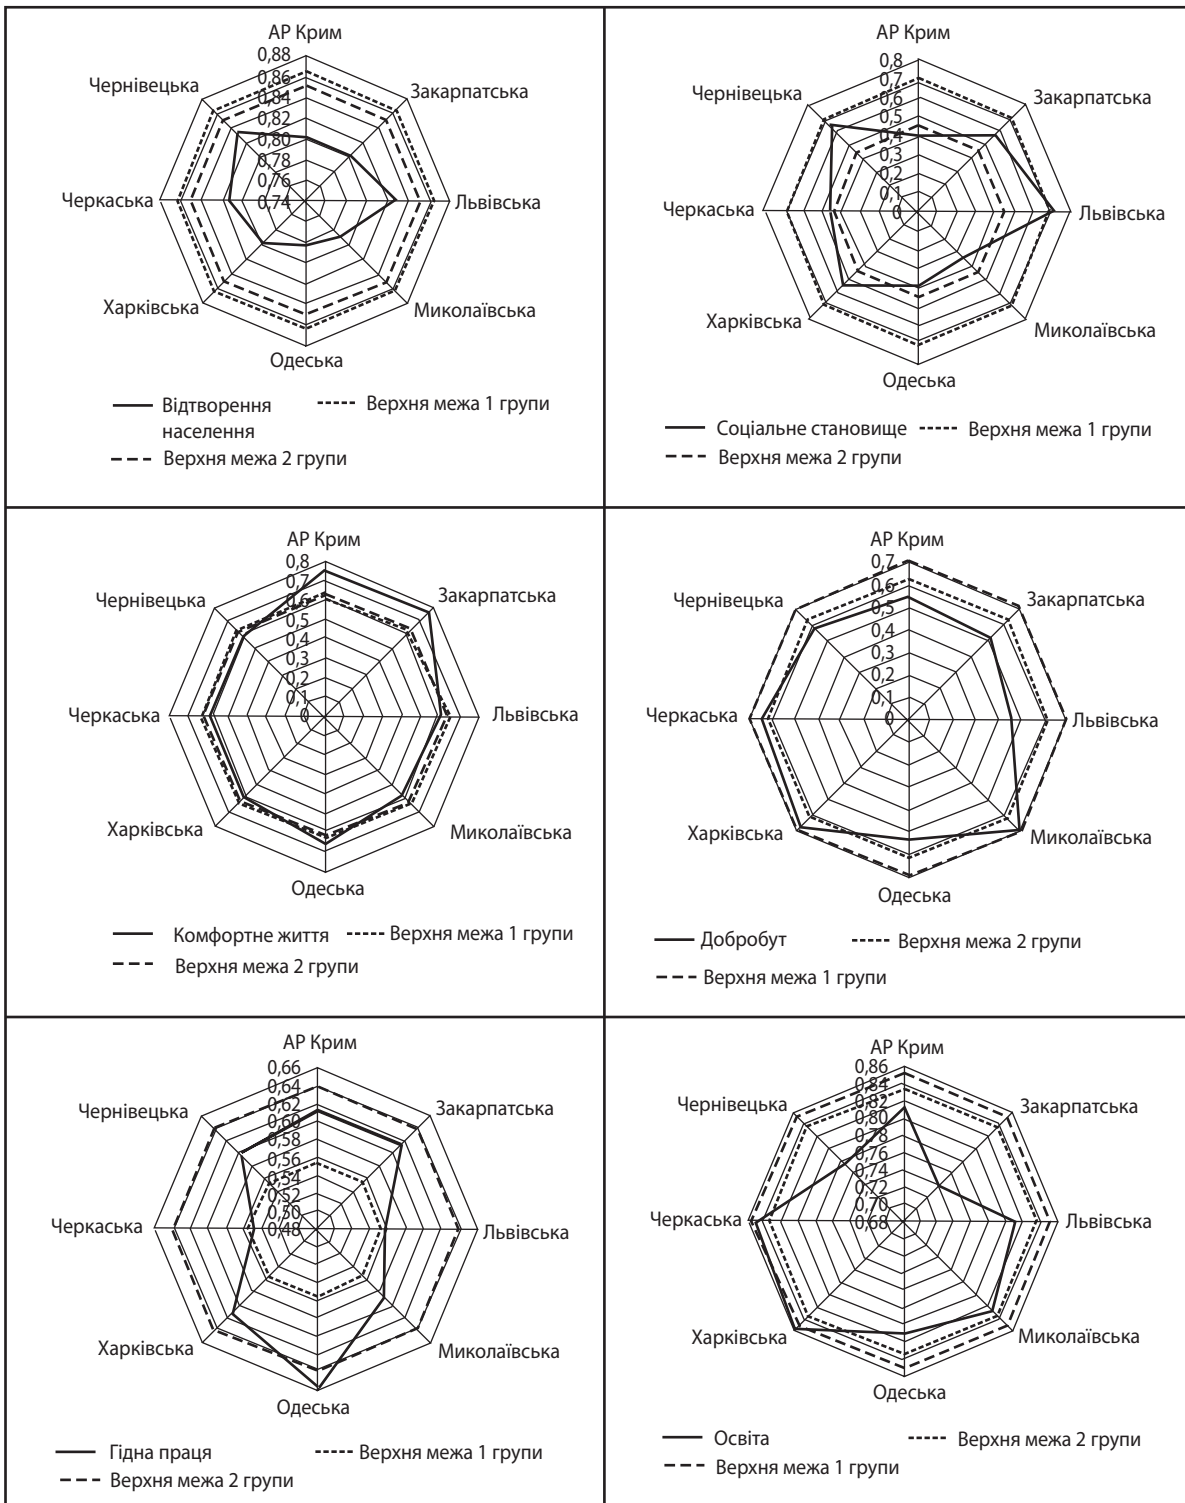 АР Крим
0,88
0,86
0,84
0,82
0,80
0,78
0,76
0,74
Закарпатська
Львівська
Миколаївська
Одеська
Харківська
Черкаська
Чернівецька
Відтворення населення
Верхня межа 1 групи
Верхня межа 2 групи
АР Крим
0,8
0,7
0,6
0,5
0,4
0,3
0,2
0,1
0
Закарпатська
Львівська
Миколаївська
Одеська
Харківська
Черкаська
Чернівецька
Соціальне становище
Верхня межа 1 групи
Верхня межа 2 групи
АР Крим
0,8
0,7
0,6
0,5
0,4
0,3
0,2
0,1
0
Закарпатська
Львівська
Миколаївська
Одеська
Харківська
Черкаська
Чернівецька
Комфортне життя
Верхня межа 1 групи
Верхня межа 2 групи
АР Крим
0,7
0,6
0,5
0,4
0,3
0,2
0,1
0
Закарпатська
Львівська
Миколаївська
Одеська
Харківська
Черкаська
Чернівецька
Добробут
Верхня межа 2 групи
Верхня межа 1 групи
АР Крим
0,66
0,64
0,62
0,60
0,58
0,56
0,54
0,52
0,50
0,48
Закарпатська
Львівська
Миколаївська
Одеська
Харківська
Черкаська
Чернівецька
Гідна праця
Верхня межа 1 групи
Верхня межа 2 групи
АР Крим
0,86
0,84
0,82
0,80
0,78
0,76
0,74
0,72
0,70
0,68
Закарпатська
Львівська
Миколаївська
Одеська
Харківська
Черкаська
Чернівецька
Освіта
Верхня межа 2 групи
Верхня межа 1 групи